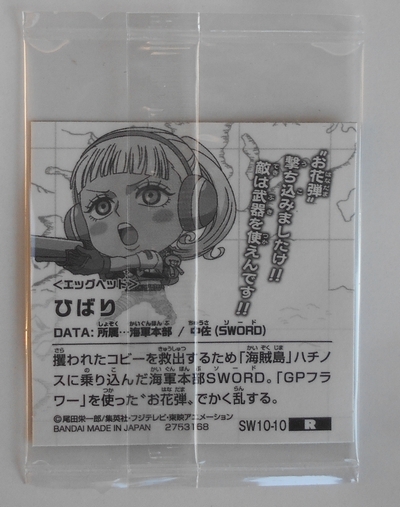 “お花弾”
撃ち込みましたけ!!
敵は武器を使えんです!!
<エッグヘッド>
ひばり
DATA:所属…海軍本部 / 中佐(SWORD)
攫われたコビーを救出するため「海賊島」ハチノ
スに乗り込んだ海軍本部SWORD。「GPフラ
ワー」を使った“お花弾”でかく乱する。
©尾田栄一郎/集英社・フジテレビ・東映アニメーション
BANDAI MADE IN JAPAN 2753168 SW10-10 R